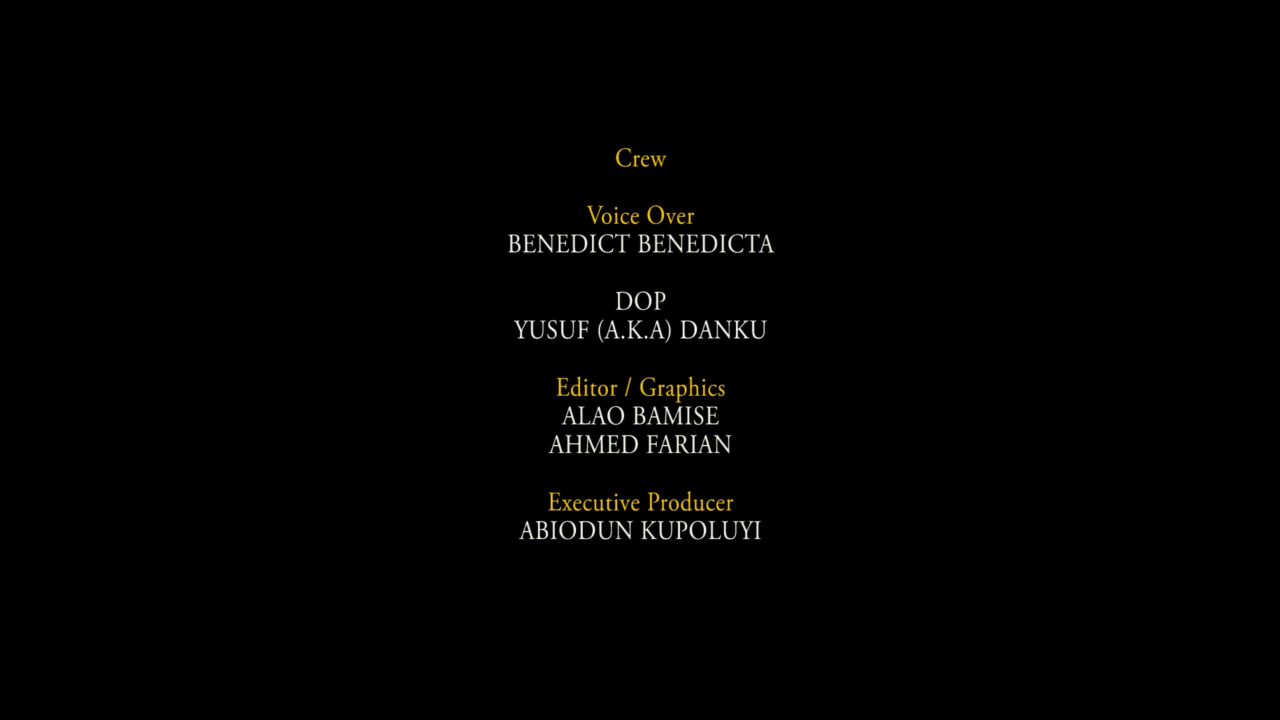 Crew
Voice Over
BENEDICT BENEDICTA
DOP
YUSUF (A.K.A) DANKU
Editor / Graphics
ALAO BAMISE
AHMED FARIAN
Executive Producer
ABIODUN KUPOLUYI